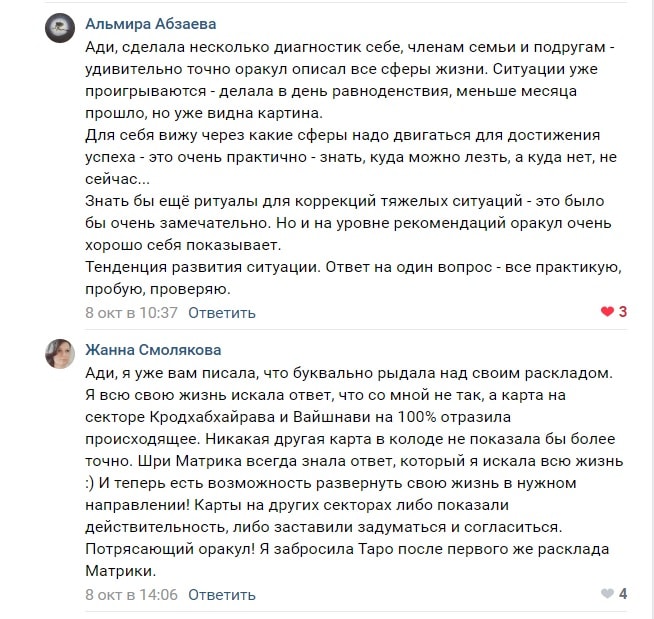 Альмира Абзаева
Ади, сделала несколько диагностик себе, членам семьи и подругам -
удивительно точно оракул описал все сферы жизни. Ситуации уже
проигрываются - делала в день равноденствия, меньше месяца
прошло, но уже видна картина.
Для себя вижу через какие сферы надо двигаться для достижения
успеха - это очень практично - знать, куда можно лезть, а куда нет, не
сейчас...
Знать бы ещё ритуалы для коррекций тяжелых ситуаций - это было
бы очень замечательно. Но и на уровне рекомендаций оракул очень
хорошо себя показывает.
Тенденция развития ситуации. Ответ на один вопрос - все практикую,
пробую, проверяю.
8 окт в 10:37 Ответить 3
Жанна Смолякова
Ади, я уже вам писала, что буквально рыдала над своим раскладом.
Я всю свою жизнь искала ответ, что со мной не так, а карта на
секторе Кродхабхайрава и Вайшнави на 100% отразила
происходящее. Никакая другая карта в колоде не показала бы более
точно. Шри Матрика всегда знала ответ, который я искала всю жизнь
:) И теперь есть возможность развернуть свою жизнь в нужном
направлении! Карты на других секторах либо показали
действительность, либо заставили задуматься и согласиться.
Потрясающий оракул! Я забросила Таро после первого же расклада
Матрики.
8 окт в 14:06 Ответить 4